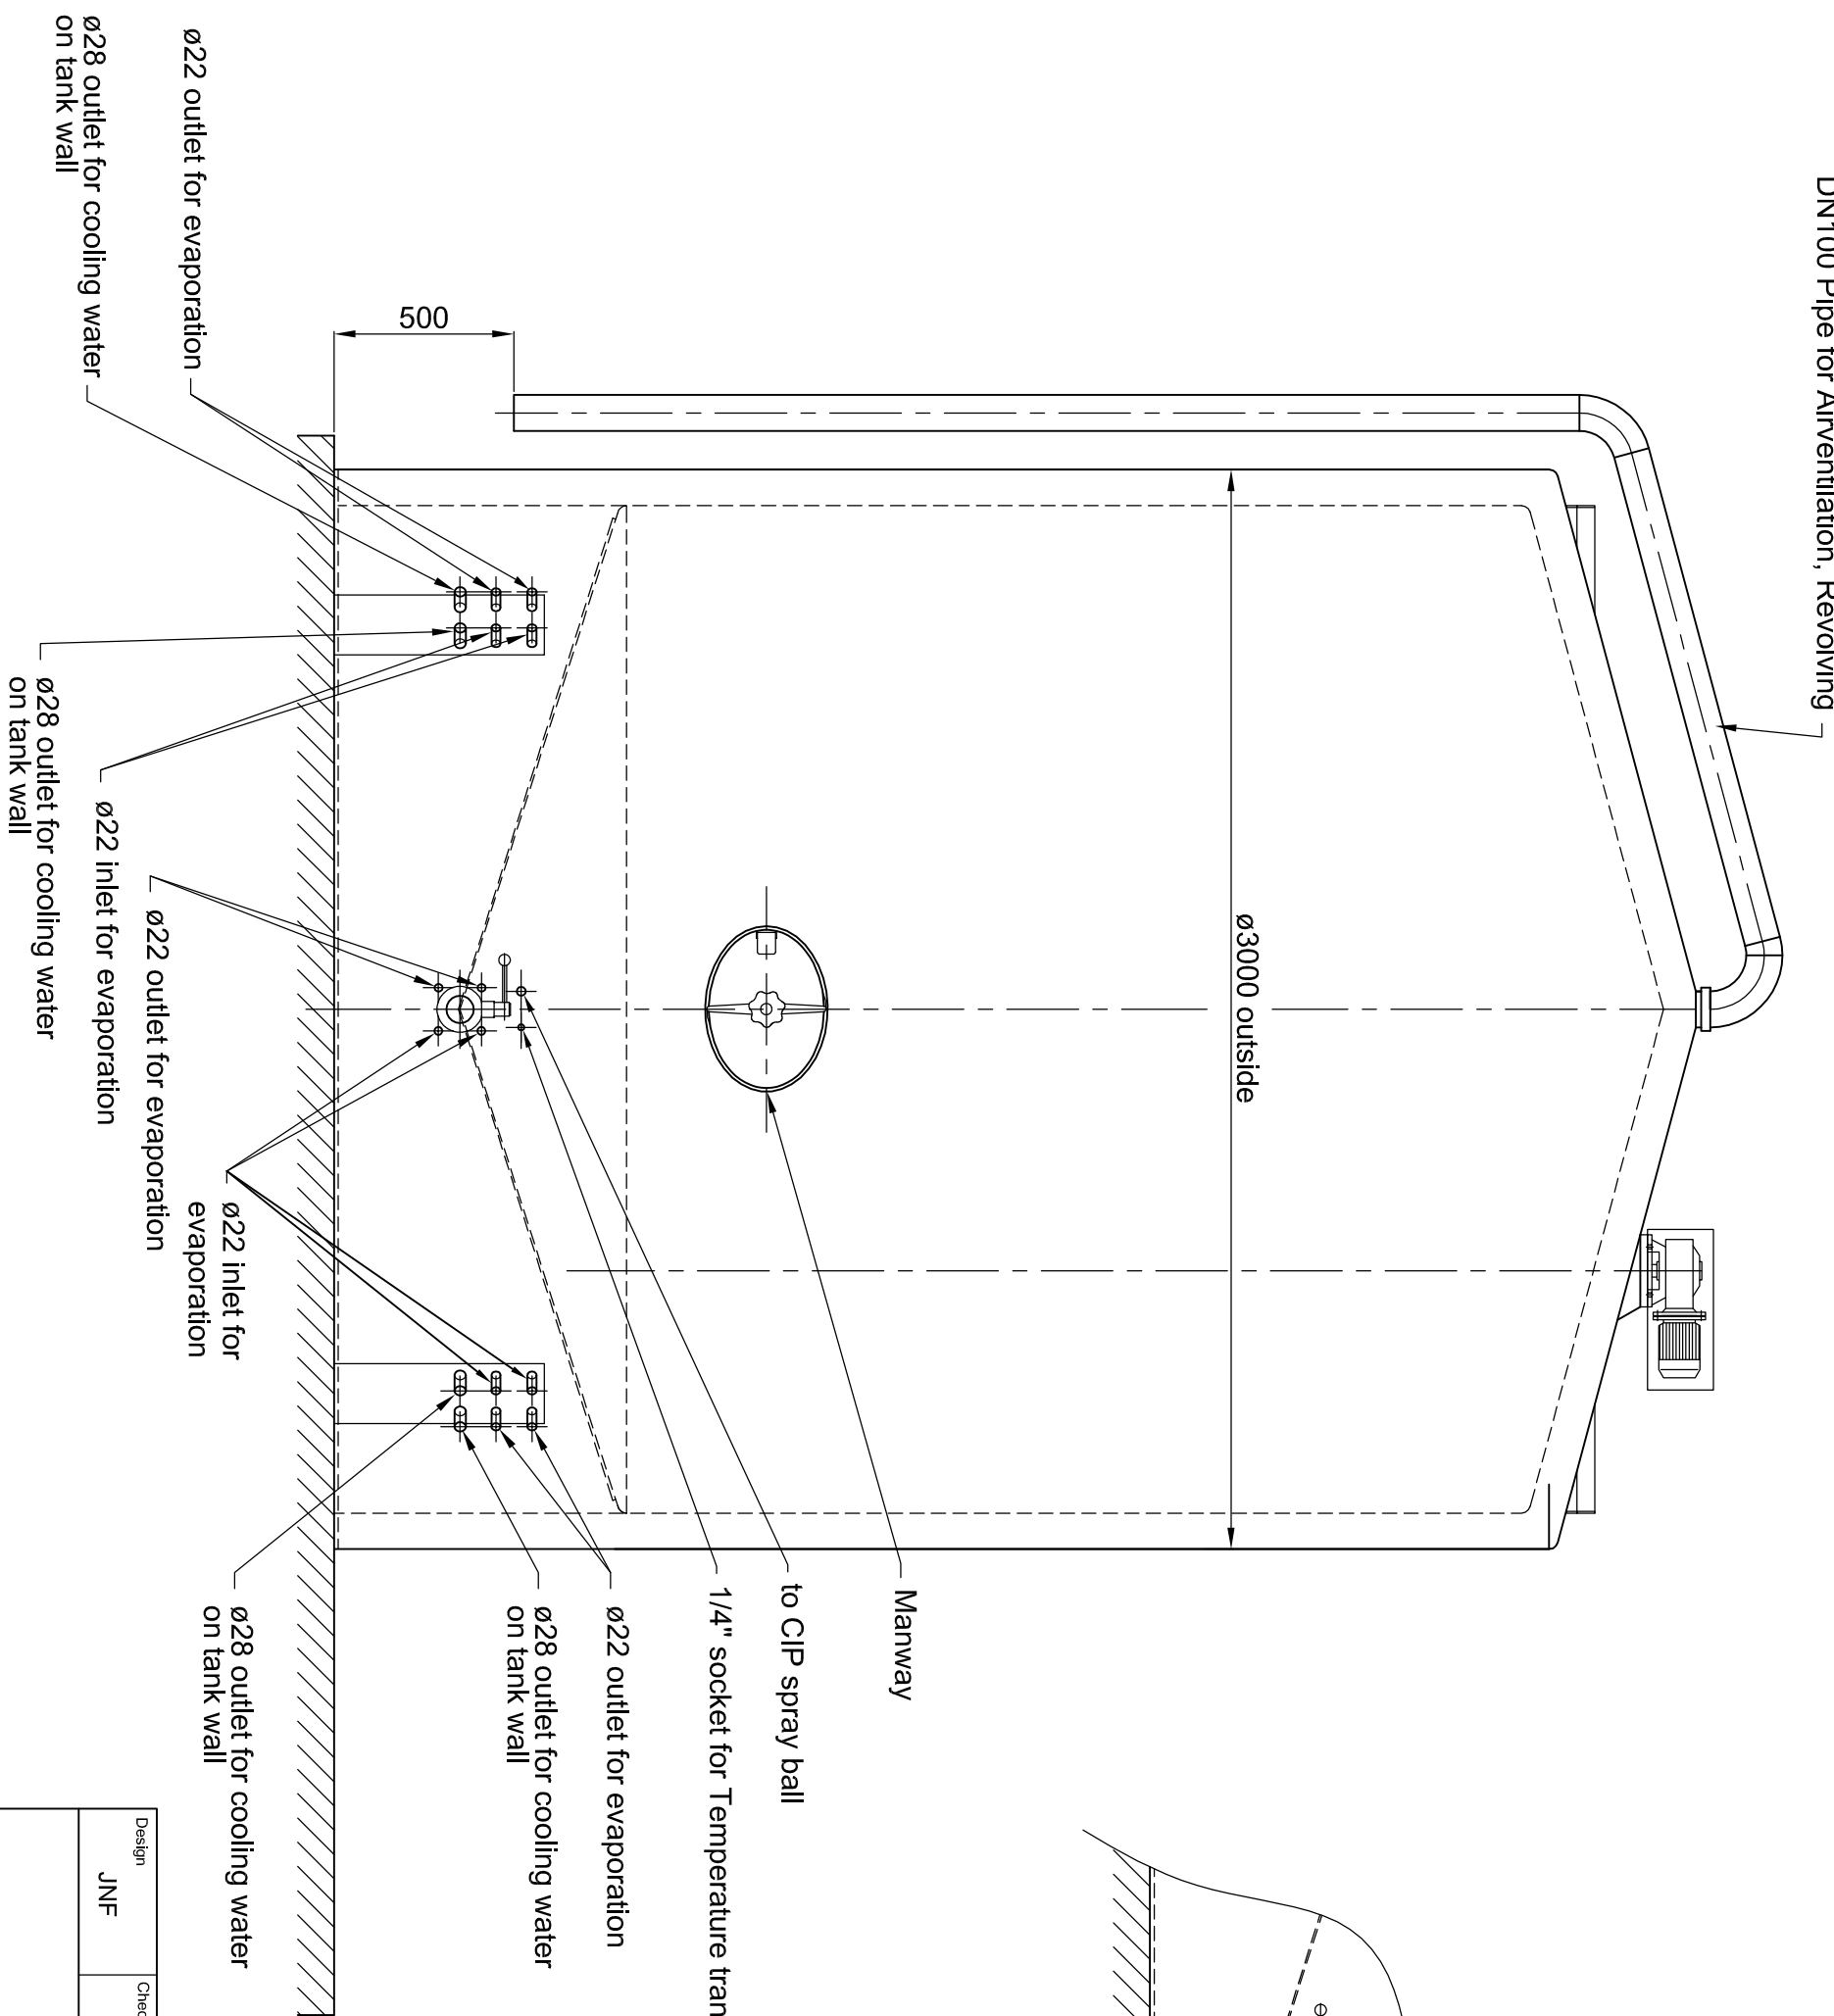 DN100 Pipe for Airventilation, Revolving
ø3000 outside
Manway
to CIP spray ball
1/4" socket for Temperature
ø22 outlet for evaporation
ø28 outlet for cooling water
on tank wall
ø28 outlet for cooling water
on tank wall
ø22 inlet for
evaporation
ø22 outlet for evaporation
ø22 inlet for evaporation
ø28 outlet for cooling water
on tank wall
500
ø22 outlet for evaporation
ø28 outlet for cooling water
on tank wall
Design
JNF